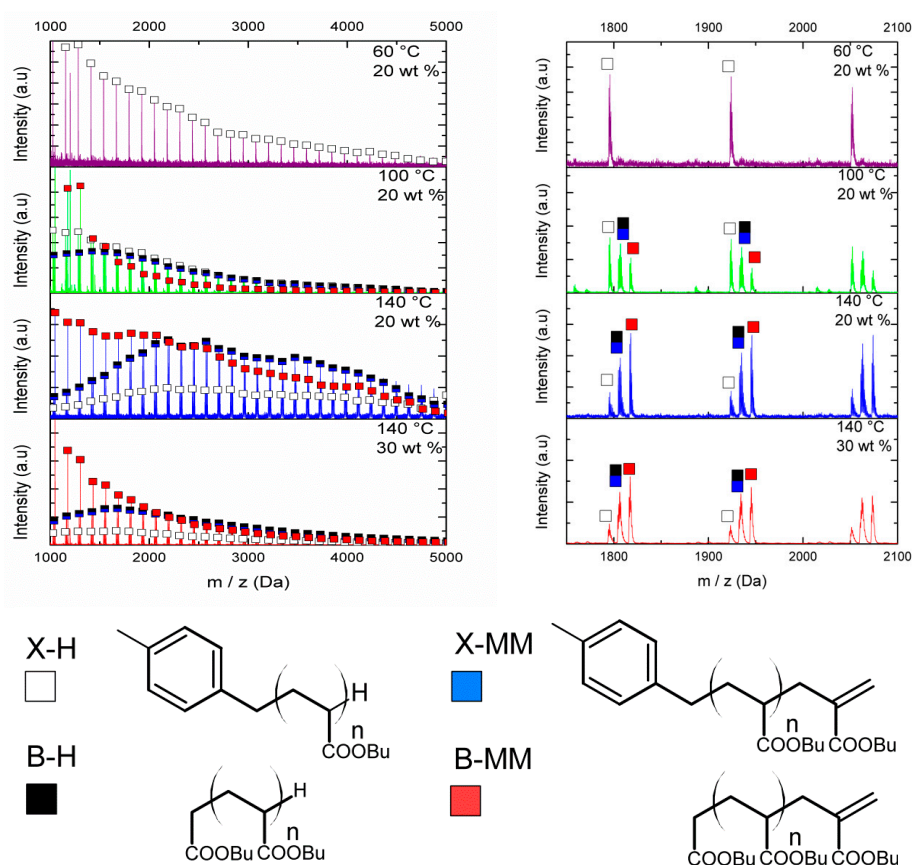 1000 2000 3000 4000 5000
1800 1900 2000 2100
Intensity (a.u)
60 °C
20 wt %
Intensity (a.u)
60 °C
20 wt %
Intensity (a.u)
100 °C
20 wt %
Intensity (a.u)
100 °C
20 wt %
Intensity (a.u)
140 °C
20 wt %
Intensity (a.u)
140 °C
20 wt %
Intensity (a.u)
140 °C
30 wt %
Intensity (a.u)
140 °C
30 wt %
1000 2000 3000 4000 5000
1800 1900 2000 2100
m / z (Da)
m / z (Da)
X-H
H
n
COOBu
X-MM
n
COOBu COOBu
B-H
H
n
COOBu COOBu
B-MM
n
COOBu COOBu COOBu